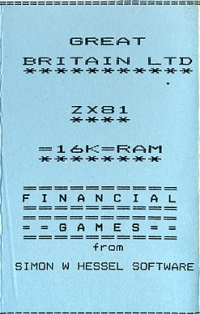 GREAT
BRITAIN LTD
***********
ZX81
****
=16K=RAM
********
==========
FINANCIAL
==========
==========
== GAMES ==
==========
from
SIMON W HESSEL SOFTWARE